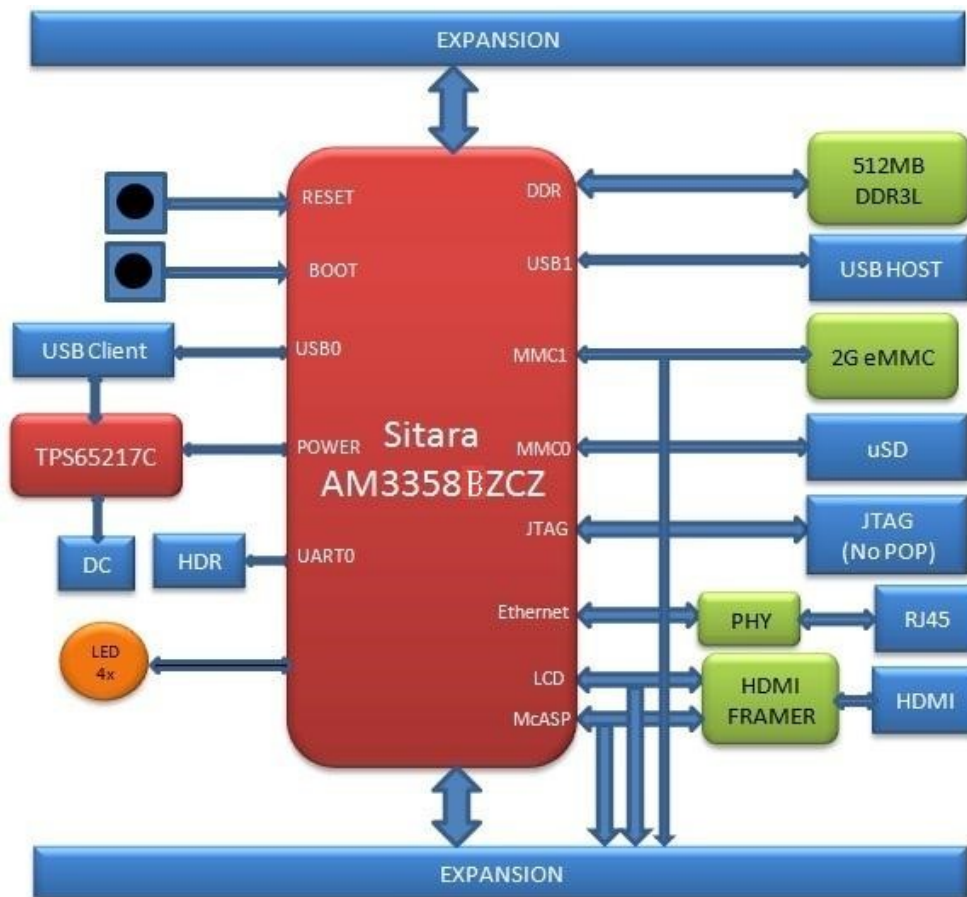 EXPANSION
RESET
BOOT
USB0
POWER
UART0
DDR
USB1
MMC1
MMC0
JTAG
Ethernet
LCD
McASP
Sitara
AM3358BZCZ
USB Client
TPS65217C
DC
HDR
LED
4x
512MB
DDR3L
USB HOST
2G eMMC
uSD
JTAG
(No POP)
PHY
RJ45
HDMI
FRAMER
HDMI
EXPANSION